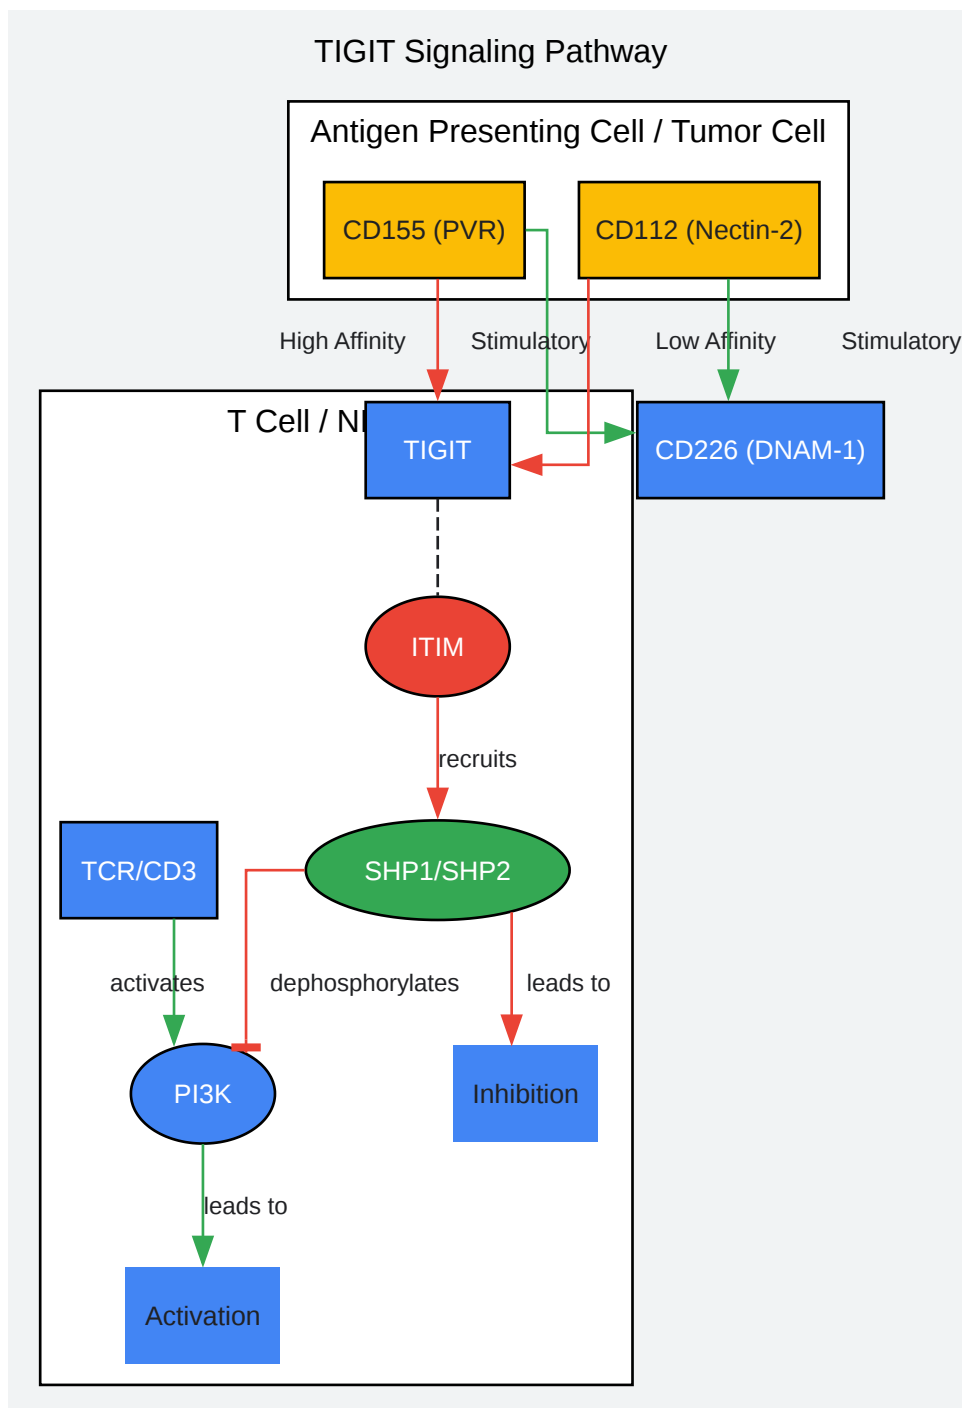 TIGIT Signaling Pathway
Antigen Presenting Cell / Tumor Cell
CD155 (PVR)
CD112 (Nectin-2)
High Affinity
Stimulatory
Low Affinity
Stimulatory
T Cell /
TIGIT
CD226 (DNAM-1)
ITIM
recruits
TCR/CD3
SHP1/SHP2
activates
dephosphorylates
leads to
PI3K
Inhibition
leads to
Activation